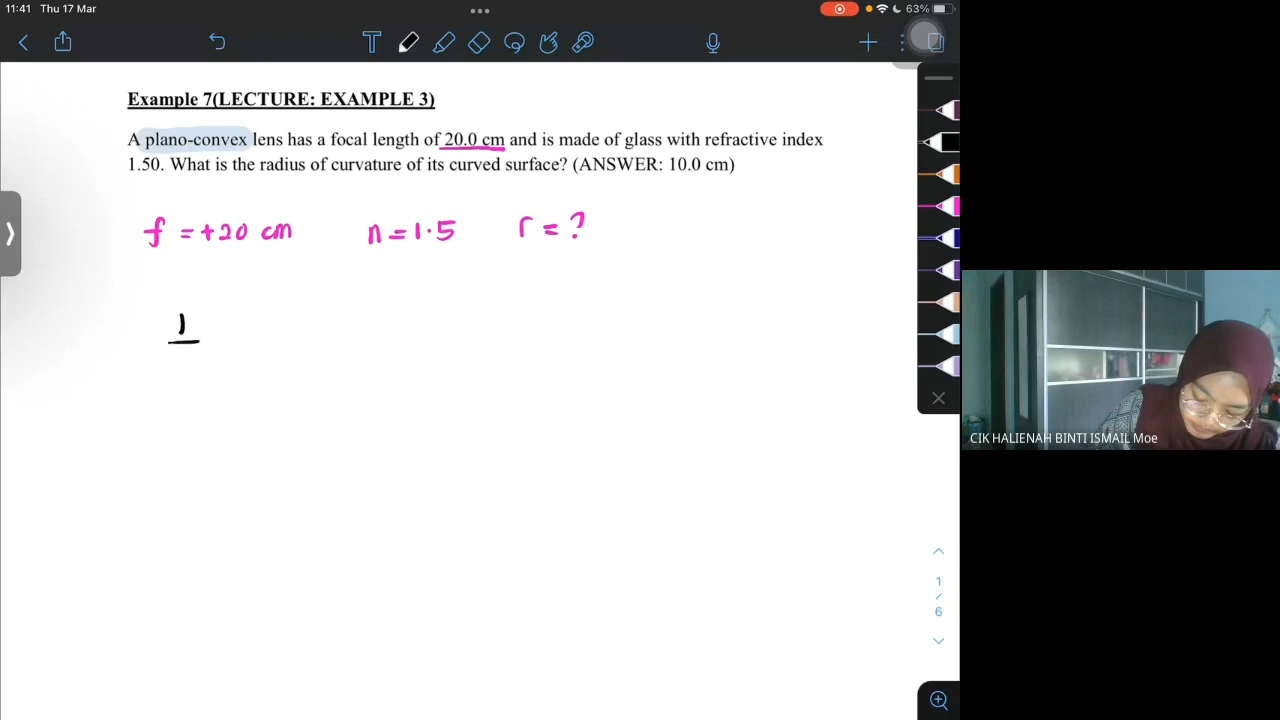 11:41 Thu 17 Mar
63%
Example 7(LECTURE: EXAMPLE 3)
A plano-convex lens has a focal length of 20.0 cm and is made of glass with refractive index
1.50. What is the radius of curvature of its curved surface? (ANSWER: 10.0 cm)
f = +20 cm n = 1.5 r = ?
1
CIK HALIENAH BINTI ISMAIL Moe
1
/
6